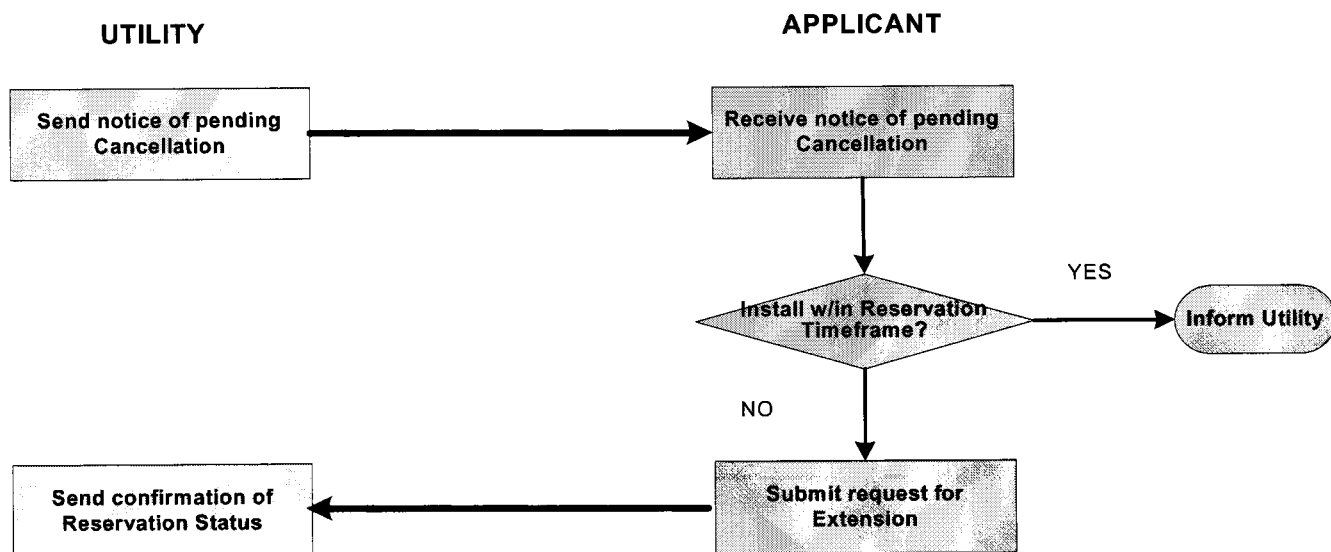 UTILITY
APPLICANT
Send notice of pending
Cancellation
Receive notice of pending
Cancellation
Install w/in Reservation
Timeframe?
YES
Inform Utility
NO
Submit request for
Extension
Send confirmation of
Reservation Status